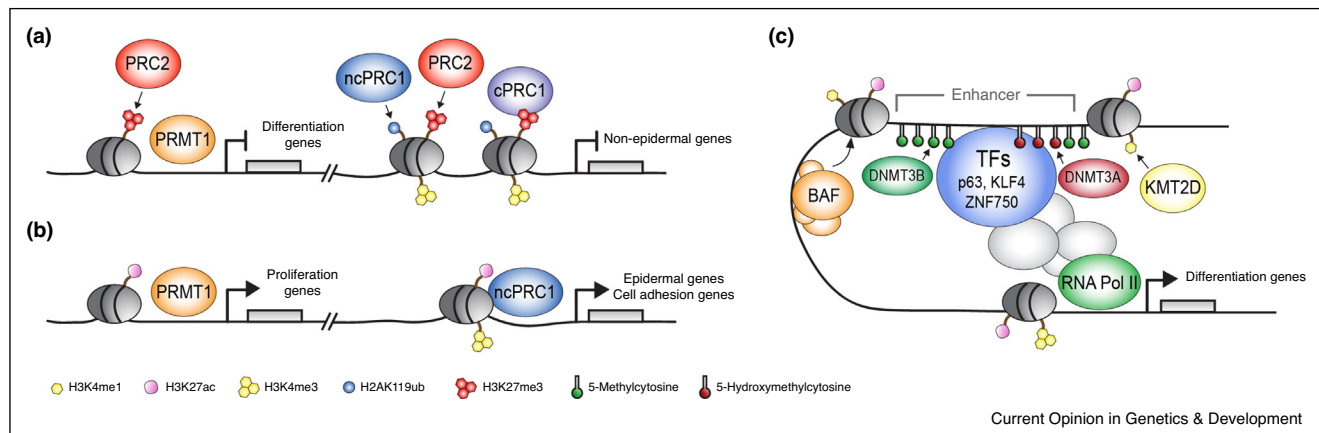 (a)
PRC2
PRMT1
Differentiation
genes
ncPRC1
PRC2
cPRC1
Non-epidermal genes
(b)
PRMT1
Proliferation
genes
ncPRC1
Epidermal genes
Cell adhesion genes
(c)
Enhancer
DNMT3B
TFs
p63, KLF4
ZNF750
DNMT3A
KMT2D
BAF
RNA Pol II
Differentiation genes
H3K4me1
H3K27ac
H3K4me3
H2AK119ub
H3K27me3
5-Methylcytosine
5-Hydroxymethylcytosine
Current Opinion in Genetics & Development